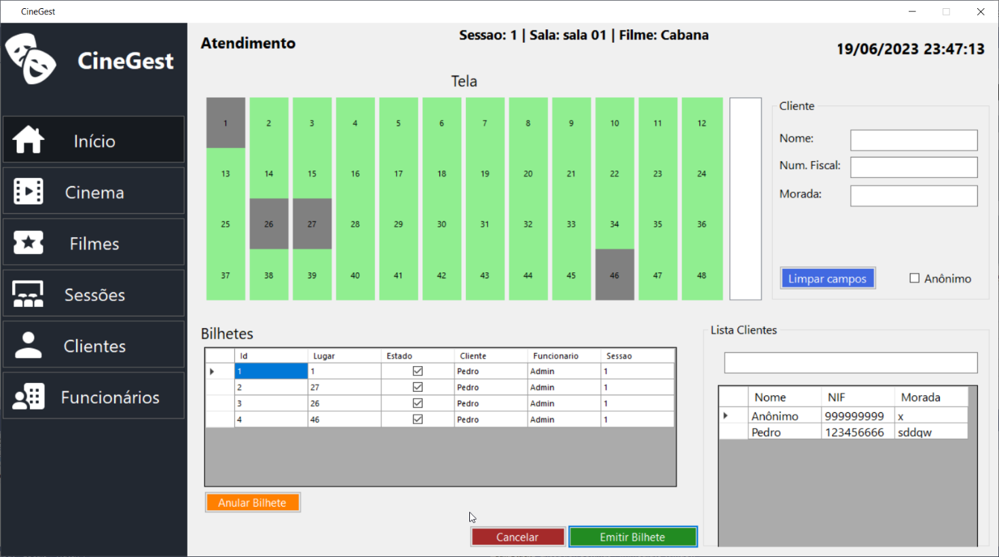 CineGest
CineGest
Início
Cinema
Filmes
Sessões
Clientes
Funcionários
Atendimento
Sessao: 1 | Sala: sala 01 | Filme: Cabana
19/06/2023 23:47:13
Tela
1 2 3 4 5 6 7 8 9 10 11 12
13 14 15 16 17 18 19 20 21 22 23 24
25 26 27 28 29 30 31 32 33 34 35 36
37 38 39 40 41 42 43 44 45 46 47 48
Cliente
Nome:
Num. Fiscal:
Morada:
Limpar campos
Anônimo
Bilhetes
Id Lugar Estado Cliente Funcionario Sessao
1 1 Pedro Admin 1
2 27 Pedro Admin 1
3 26 Pedro Admin 1
4 46 Pedro Admin 1
Anular Bilhete
Cancelar
Emitir Bilhete
Lista Clientes
Nome NIF Morada
Anônimo 999999999 x
Pedro 123456666 sddqw